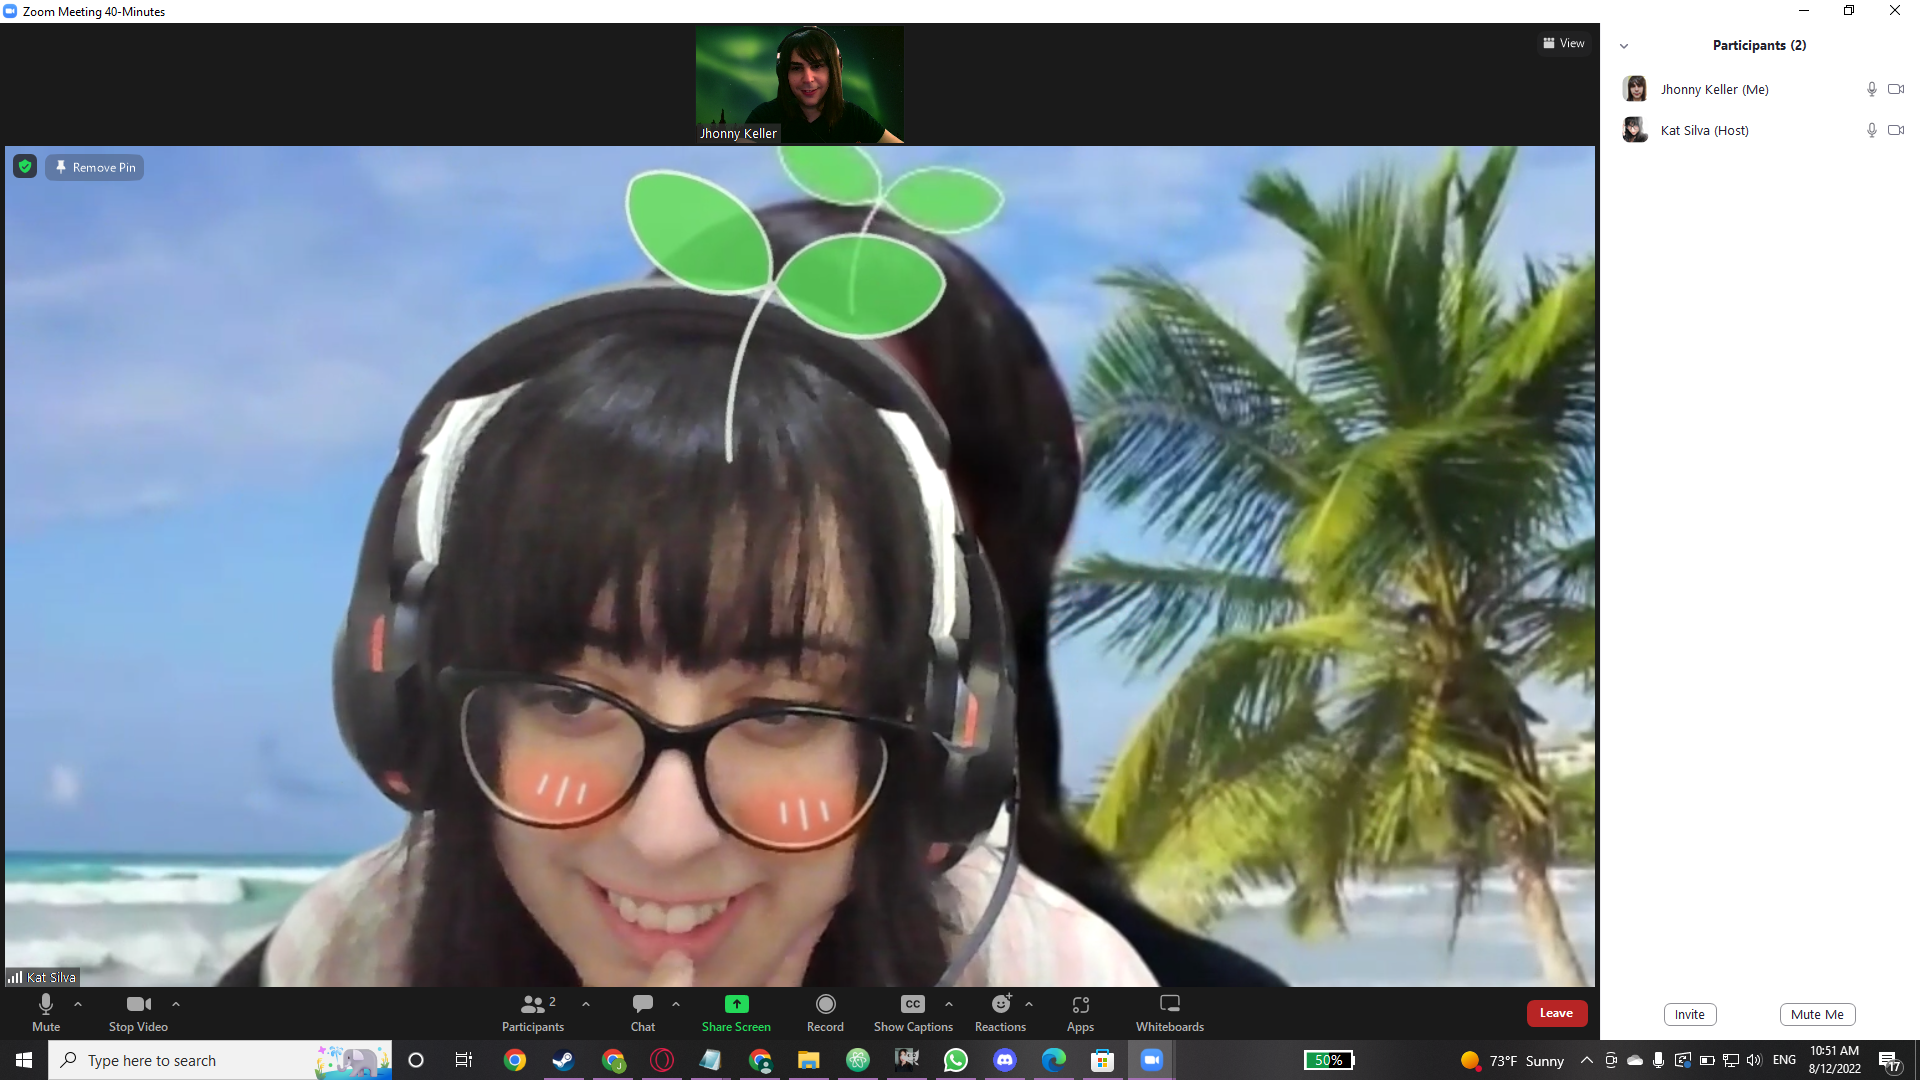 Zoom Meeting 40-Minutes
View
Participants (2)
Jhonny Keller
Jhonny Keller (Me)
Kat Silva (Host)
Remove Pin
Kat Silva
Mute
Stop Video
2
Participants
Chat
Share Screen
Record
CC
Show Captions
Reactions
Apps
Whiteboards
Leave
Invite
Mute Me
Type here to search
J
50%
73°F Sunny
ENG
10:51 AM
8/12/2022
17